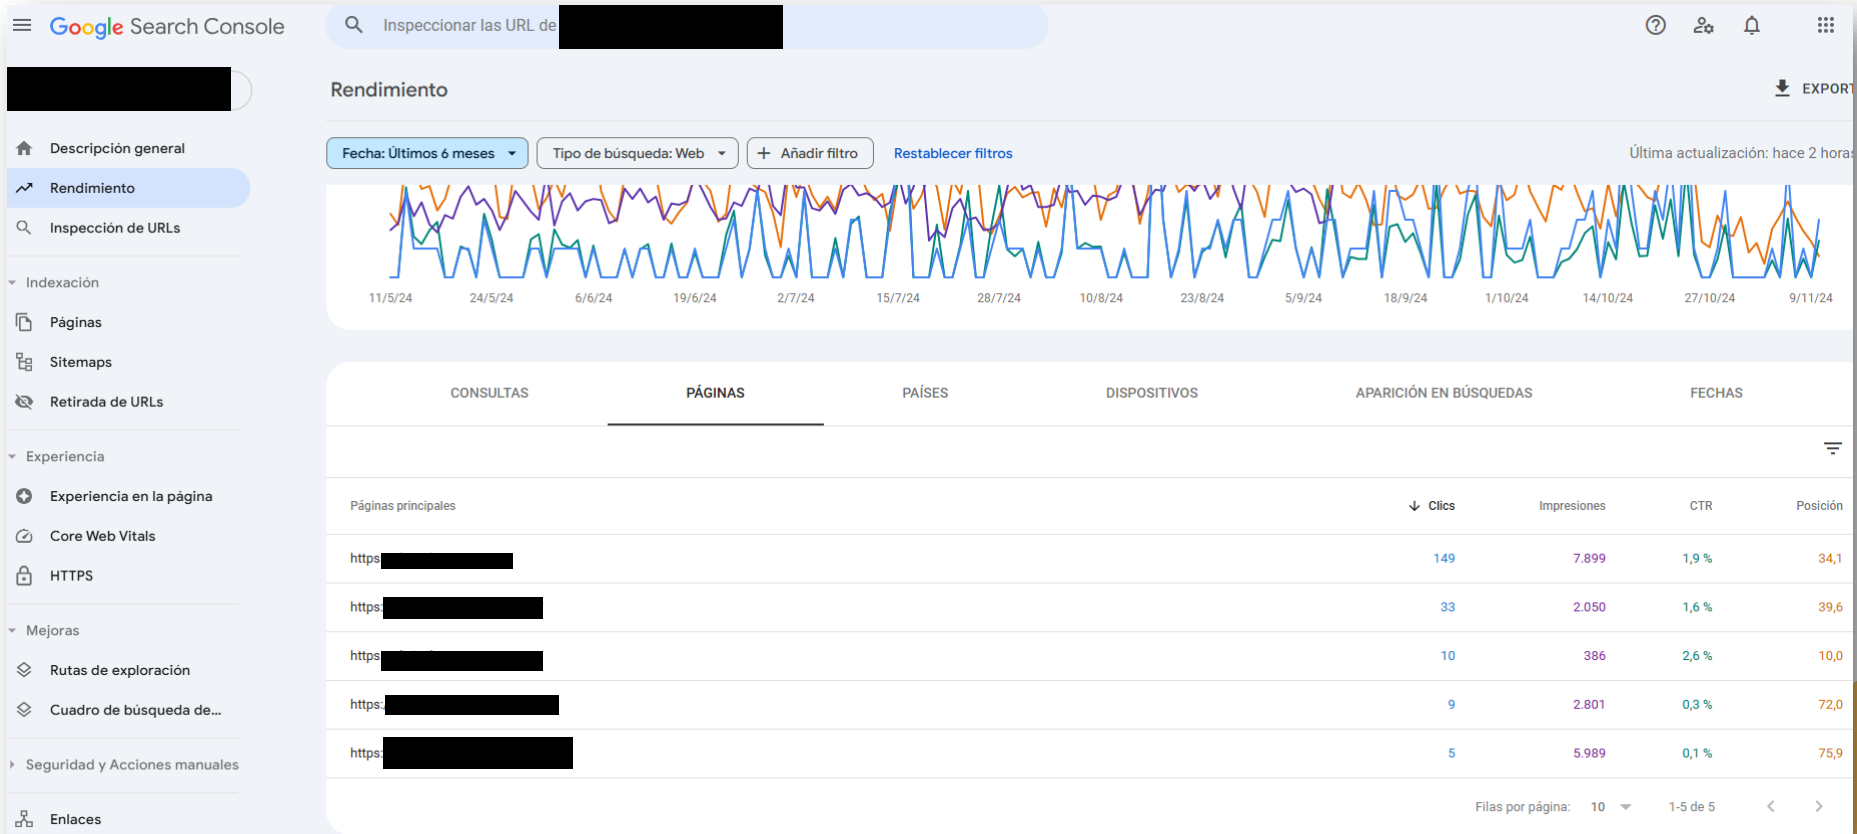 Google Search Console
Inspeccionar las URL de
Rendimiento
EXPORT
Descripción general
Rendimiento
Inspección de URLs
Indexación
Páginas
Sitemaps
Retirada de URLs
Experiencia
Experiencia en la página
Core Web Vitals
HTTPS
Mejoras
Rutas de exploración
Cuadro de búsqueda de...
Seguridad y Acciones manuales
Enlaces
Fecha: Últimos 6 meses
Tipo de búsqueda: Web
+ Añadir filtro
Restablecer filtros
Última actualización: hace 2 horas
11/5/24 24/5/24 6/6/24 19/6/24 2/7/24 15/7/24 28/7/24 10/8/24 23/8/24 5/9/24 18/9/24 1/10/24 14/10/24 27/10/24 9/11/24
CONSULTAS PÁGINAS PAÍSES DISPOSITIVOS APARICIÓN EN BÚSQUEDAS FECHAS
Páginas principales Clics Impresiones CTR Posición
https 149 7.899 1,9 % 34,1
https: 33 2.050 1,6 % 39,6
https 10 386 2,6 % 10,0
https:/ 9 2.801 0,3 % 72,0
https: 5 5.989 0,1 % 75,9
Filas por página: 10 1-5 de 5